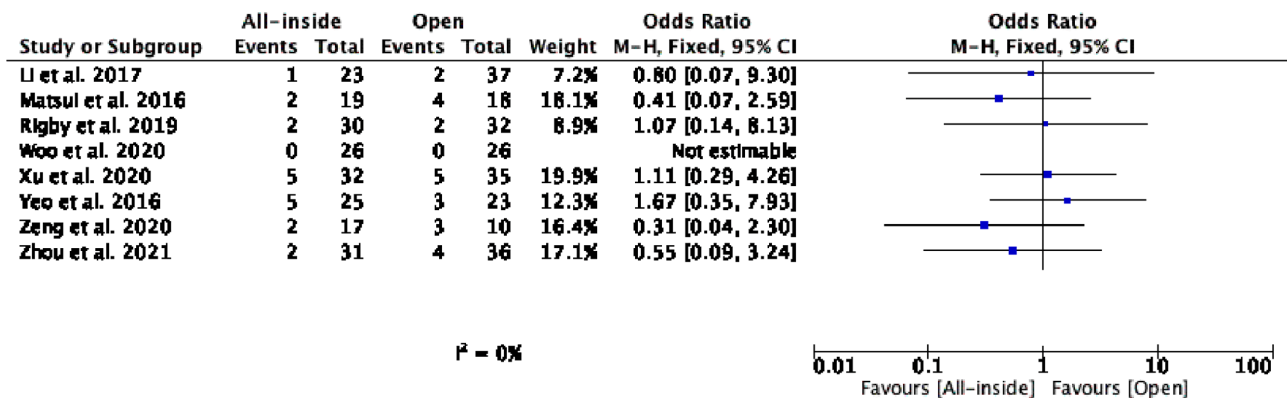 All-inside Open Odds Ratio Odds Ratio
Study or Subgroup Events Total Events Total Weight M-H, Fixed, 95% CI M-H, Fixed, 95% CI
Li et al. 2017 1 23 2 37 7.2% 0.80 [0.07, 9.30]
Matsui et al. 2016 2 19 4 18 18.1% 0.41 [0.07, 2.59]
Rigby et al. 2019 2 30 2 32 8.9% 1.07 [0.14, 8.13]
Woo et al. 2020 0 26 0 26 Not estimable
Xu et al. 2020 5 32 5 35 19.9% 1.11 [0.29, 4.26]
Yeo et al. 2016 5 25 3 23 12.3% 1.67 [0.35, 7.93]
Zeng et al. 2020 2 17 3 10 16.4% 0.31 [0.04, 2.30]
Zhou et al. 2021 2 31 4 36 17.1% 0.55 [0.09, 3.24]
I² = 0%
0.01 0.1 1 10 100
Favours [All-inside] Favours [Open]